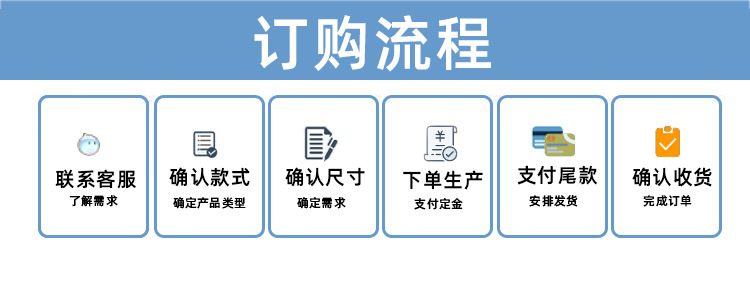 订购流程
联系客服
了解需求
确认款式
确定产品类型
确认尺寸
确定需求
¥
下单生产
支付定金
支付尾款
安排发货
确认收货
完成订单